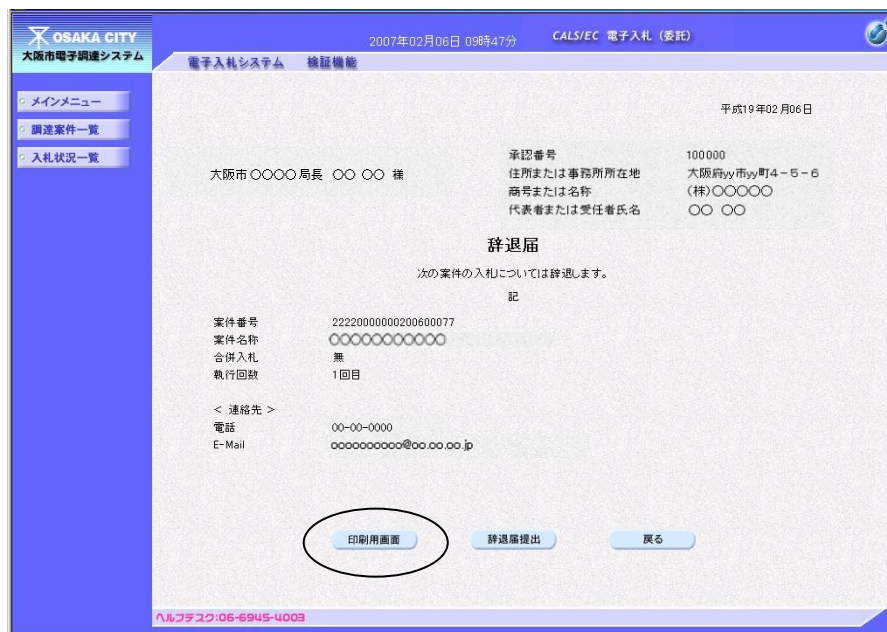 OSAKA CITY
大阪市電子調達システム
2007年02月06日 09時47分
CALS/EC 電子入札（委託）
電子入札システム 検証機能
メインメニュー
調達案件一覧
入札状況一覧
平成19年02月06日
大阪市〇〇〇〇局長 〇〇 〇〇 様
承認番号 100000
住所または事務所所在地 大阪府yy市yy町4－5－6
商号または名称 (株)〇〇〇〇〇
代表者または受任者氏名 〇〇 〇〇
辞退届
次の案件の入札については辞退します。
記
案件番号 22220000000200600077
案件名称 〇〇〇〇〇〇〇〇〇〇〇
合併入札 無
執行回数 1回目
< 連絡先 >
電話 00-00-0000
E-Mail oooooooooo@oo.oo.oo.jp
印刷用画面 辞退届提出 戻る
ヘルプデスク:06-6945-4003